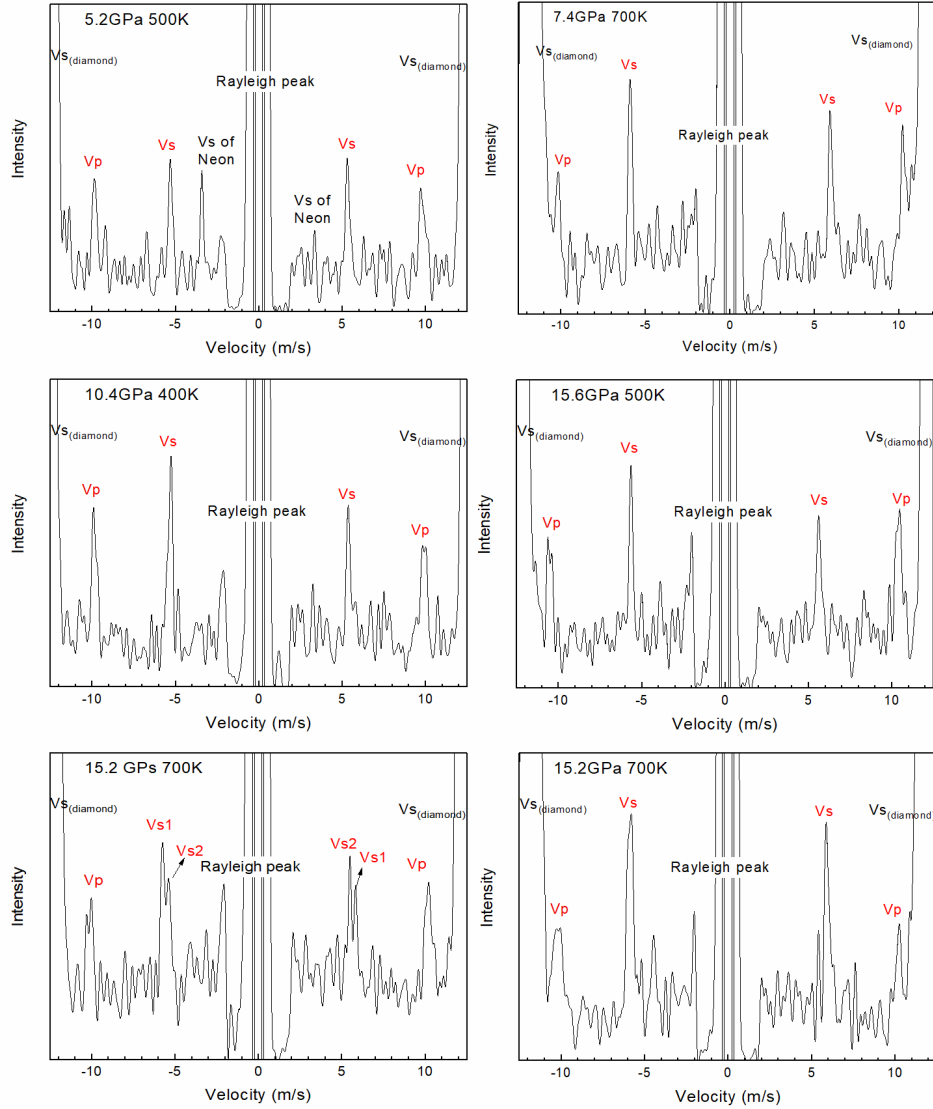 5.2GPa 500K
Vs(diamond)
Vs(diamond)
Rayleigh peak
Vp
Vs
Vs of
Neon
Vs of
Neon
Vs
Vp
Intensity
-10 -5 0 5 10
Velocity (m/s)
7.4GPa 700K
Vs(diamond)
Vs(diamond)
Vs
Vs
Rayleigh peak
Vp
Vp
Intensity
-10 -5 0 5 10
Velocity (m/s)
10.4GPa 400K
Vs(diamond)
Vs(diamond)
Vs
Vp
Rayleigh peak
Vs
Vp
Intensity
-10 -5 0 5 10
Velocity (m/s)
15.6GPa 500K
Vs(diamond)
Vs(diamond)
Vs
Vp
Rayleigh peak
Vs
Vp
Intensity
-10 -5 0 5 10
Velocity (m/s)
15.2 GPs 700K
Vs(diamond)
Vs(diamond)
Vs1
Vs2
Rayleigh peak
Vs2
Vs1
Vp
Vp
Intensity
-10 -5 0 5 10
Velocity (m/s)
15.2GPa 700K
Vs(diamond)
Vs(diamond)
Vs
Vs
Rayleigh peak
Vp
Vp
Intensity
-10 -5 0 5 10
Velocity (m/s)